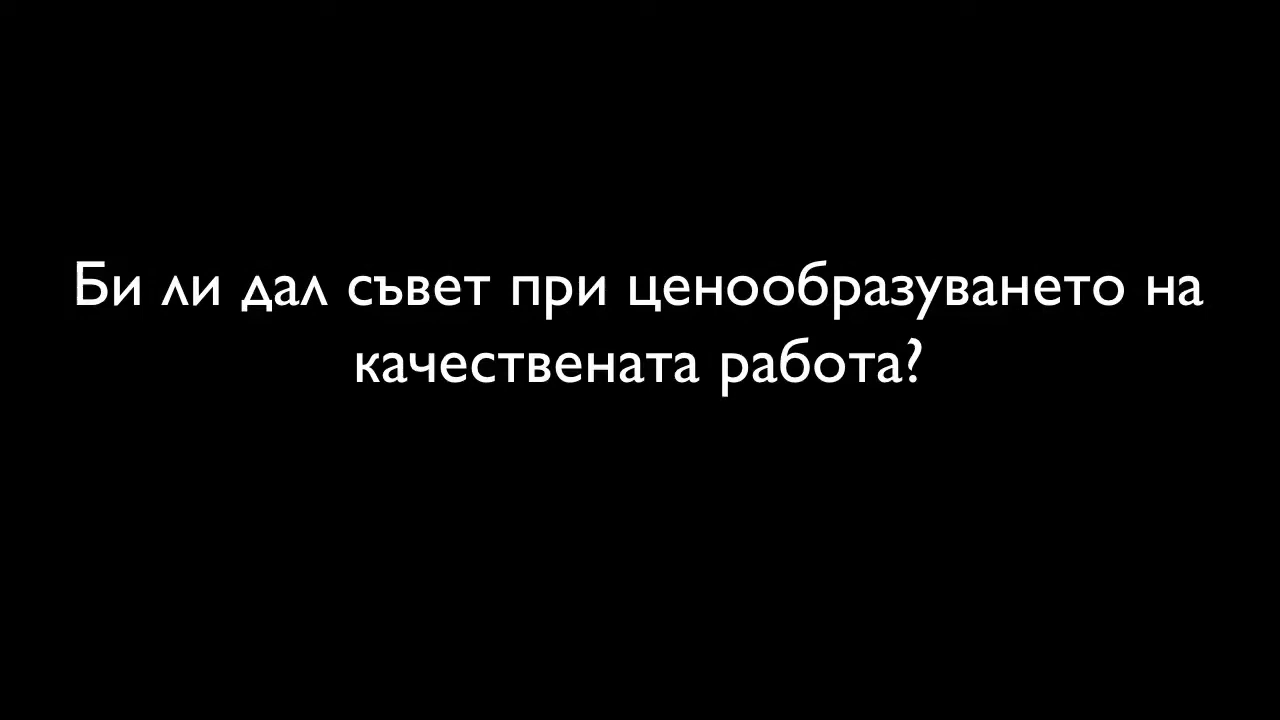 Би ли дал съвет при ценообразуването на
качествената работа?